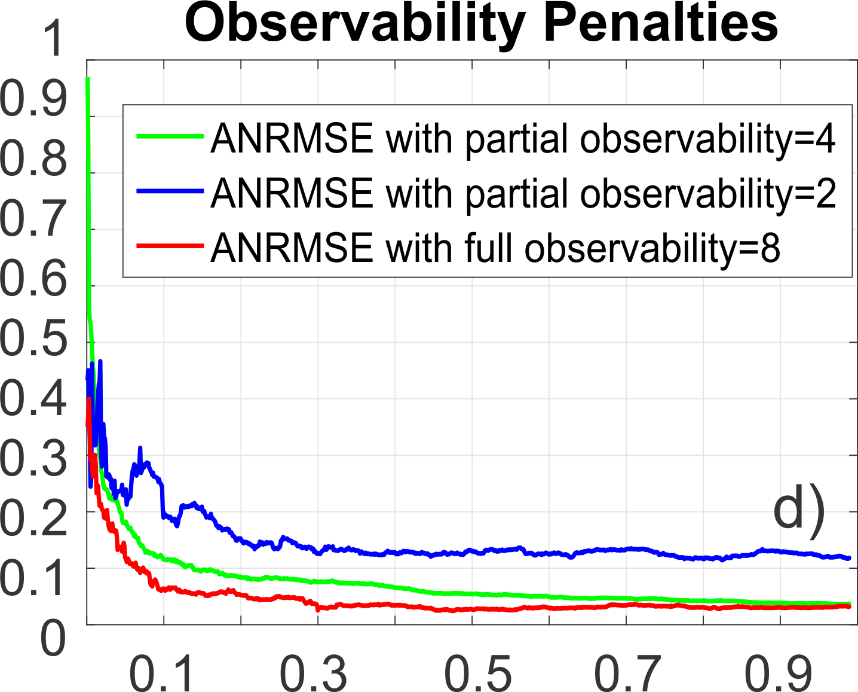 Observability Penalties
1
0.9
0.8
0.7
0.6
0.5
0.4
0.3
0.2
0.1
0
ANRMSE with partial observability=4
ANRMSE with partial observability=2
ANRMSE with full observability=8
d)
0.1 0.3 0.5 0.7 0.9